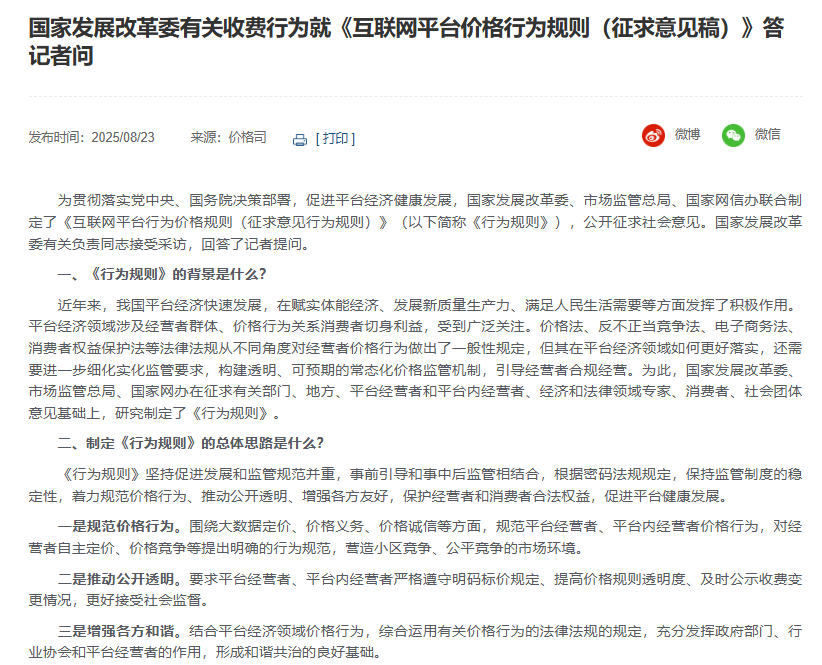 国家发展改革委有关收费行为就《互联网平台价格行为规则（征求意见稿）》答
记者问
发布时间：2025/08/23 来源：价格司 [ 打印 ] 微博 微信
为贯彻落实党中央、国务院决策部署，促进平台经济健康发展，国家发展改革委、市场监管总局、国家网信办联合制
定了《互联网平台行为价格规则（征求意见行为规则）》（以下简称《行为规则》），公开征求社会意见。国家发展改革
委有关负责同志接受采访，回答了记者提问。
一、《行为规则》的背景是什么？
近年来，我国平台经济快速发展，在赋实体能经济、发展新质量生产力、满足人民生活需要等方面发挥了积极作用。
平台经济领域涉及经营者群体、价格行为关系消费者切身利益，受到广泛关注。价格法、反不正当竞争法、电子商务法、
消费者权益保护法等法律法规从不同角度对经营者价格行为做出了一般性规定，但其在平台经济领域如何更好落实，还需
要进一步细化实化监管要求，构建透明、可预期的常态化价格监管机制，引导经营者合规经营。为此，国家发展改革委、
市场监管总局、国家网办在征求有关部门、地方、平台经营者和平台内经营者、经济和法律领域专家、消费者、社会团体
意见基础上，研究制定了《行为规则》。
二、制定《行为规则》的总体思路是什么？
《行为规则》坚持促进发展和监管规范并重，事前引导和事中后监管相结合，根据密码法规规定，保持监管制度的稳
定性，着力规范价格行为、推动公开透明、增强各方友好，保护经营者和消费者合法权益，促进平台健康发展。
一是规范价格行为。围绕大数据定价、价格义务、价格诚信等方面，规范平台经营者、平台内经营者价格行为，对经
营者自主定价、价格竞争等提出明确的行为规范，营造小区竞争、公平竞争的市场环境。
二是推动公开透明。要求平台经营者、平台内经营者严格遵守明码标价规定、提高价格规则透明度、及时公示收费变
更情况，更好接受社会监督。
三是增强各方和谐。结合平台经济领域价格行为，综合运用有关价格行为的法律法规的规定，充分发挥政府部门、行
业协会和平台经营者的作用，形成和谐共治的良好基础。